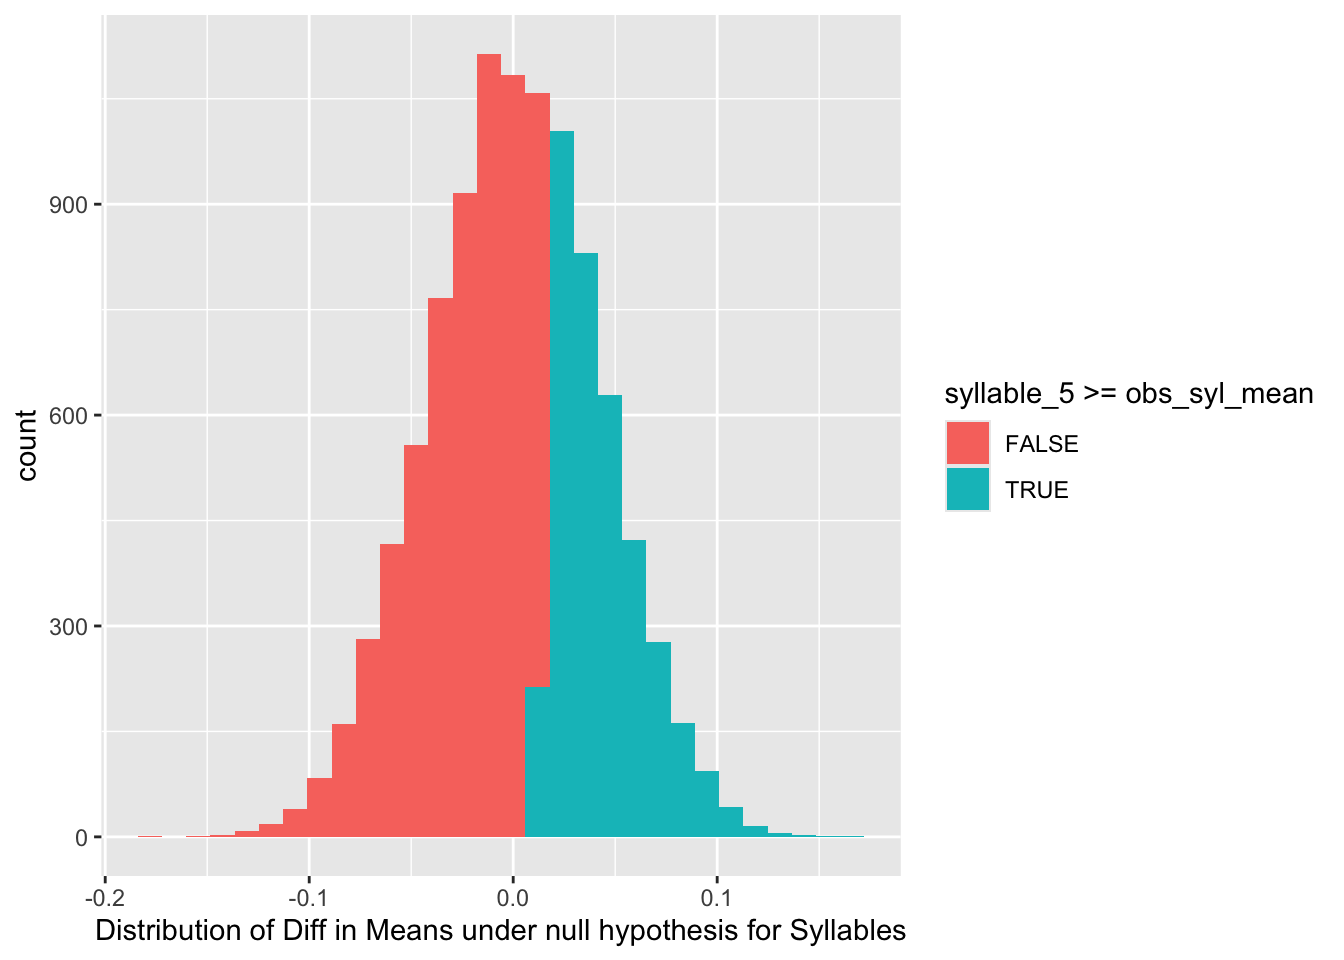 900
600
300
0
count
-0.2
-0.1
0.0
0.1
Distribution of Diff in Means under null hypothesis for Syllables
syllable_5 >= obs_syl_mean
FALSE
TRUE